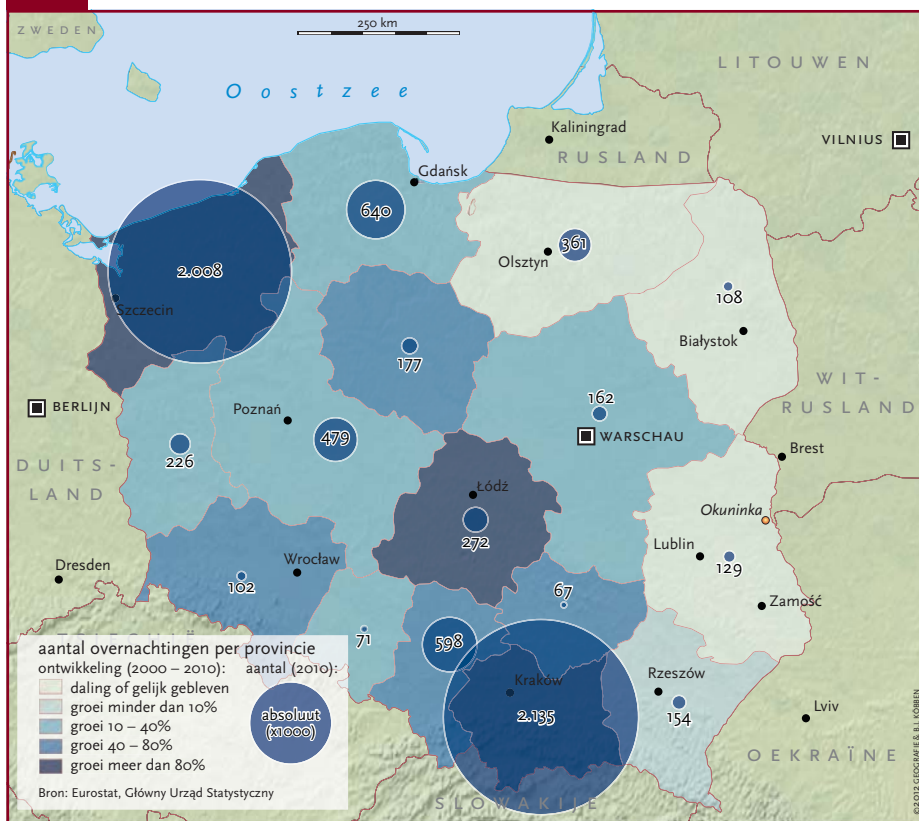 250 km
ZWEDEN
LITOUWEN
Oostzee
Kaliningrad
RUSLAND
VILNIUS
Gdańsk
640
361
Olsztyn
2.008
108
Szczecin
Białystok
177
WIT-
RUSLAND
BERLIJN
Poznań
162
479
WARSCHAU
226
Brest
DUITS-
LAND
Łódź
Okuninka
272
Lublin
129
Wrocław
Dresden
102
67
Zamość
71
598
Rzeszów
Kraków
2.135
154
Lviv
OEKRAÏNE
SLOWAKIJE
aantal overnachtingen per provincie
ontwikkeling (2000 – 2010): aantal (2010):
daling of gelijk gebleven
groei minder dan 10%
groei 10 – 40%
groei 40 – 80%
groei meer dan 80%
absoluut
(x1000)
Bron: Eurostat, Główny Urząd Statystyczny
©2012 GEOGRAFIE & B.J. KÖBBEN